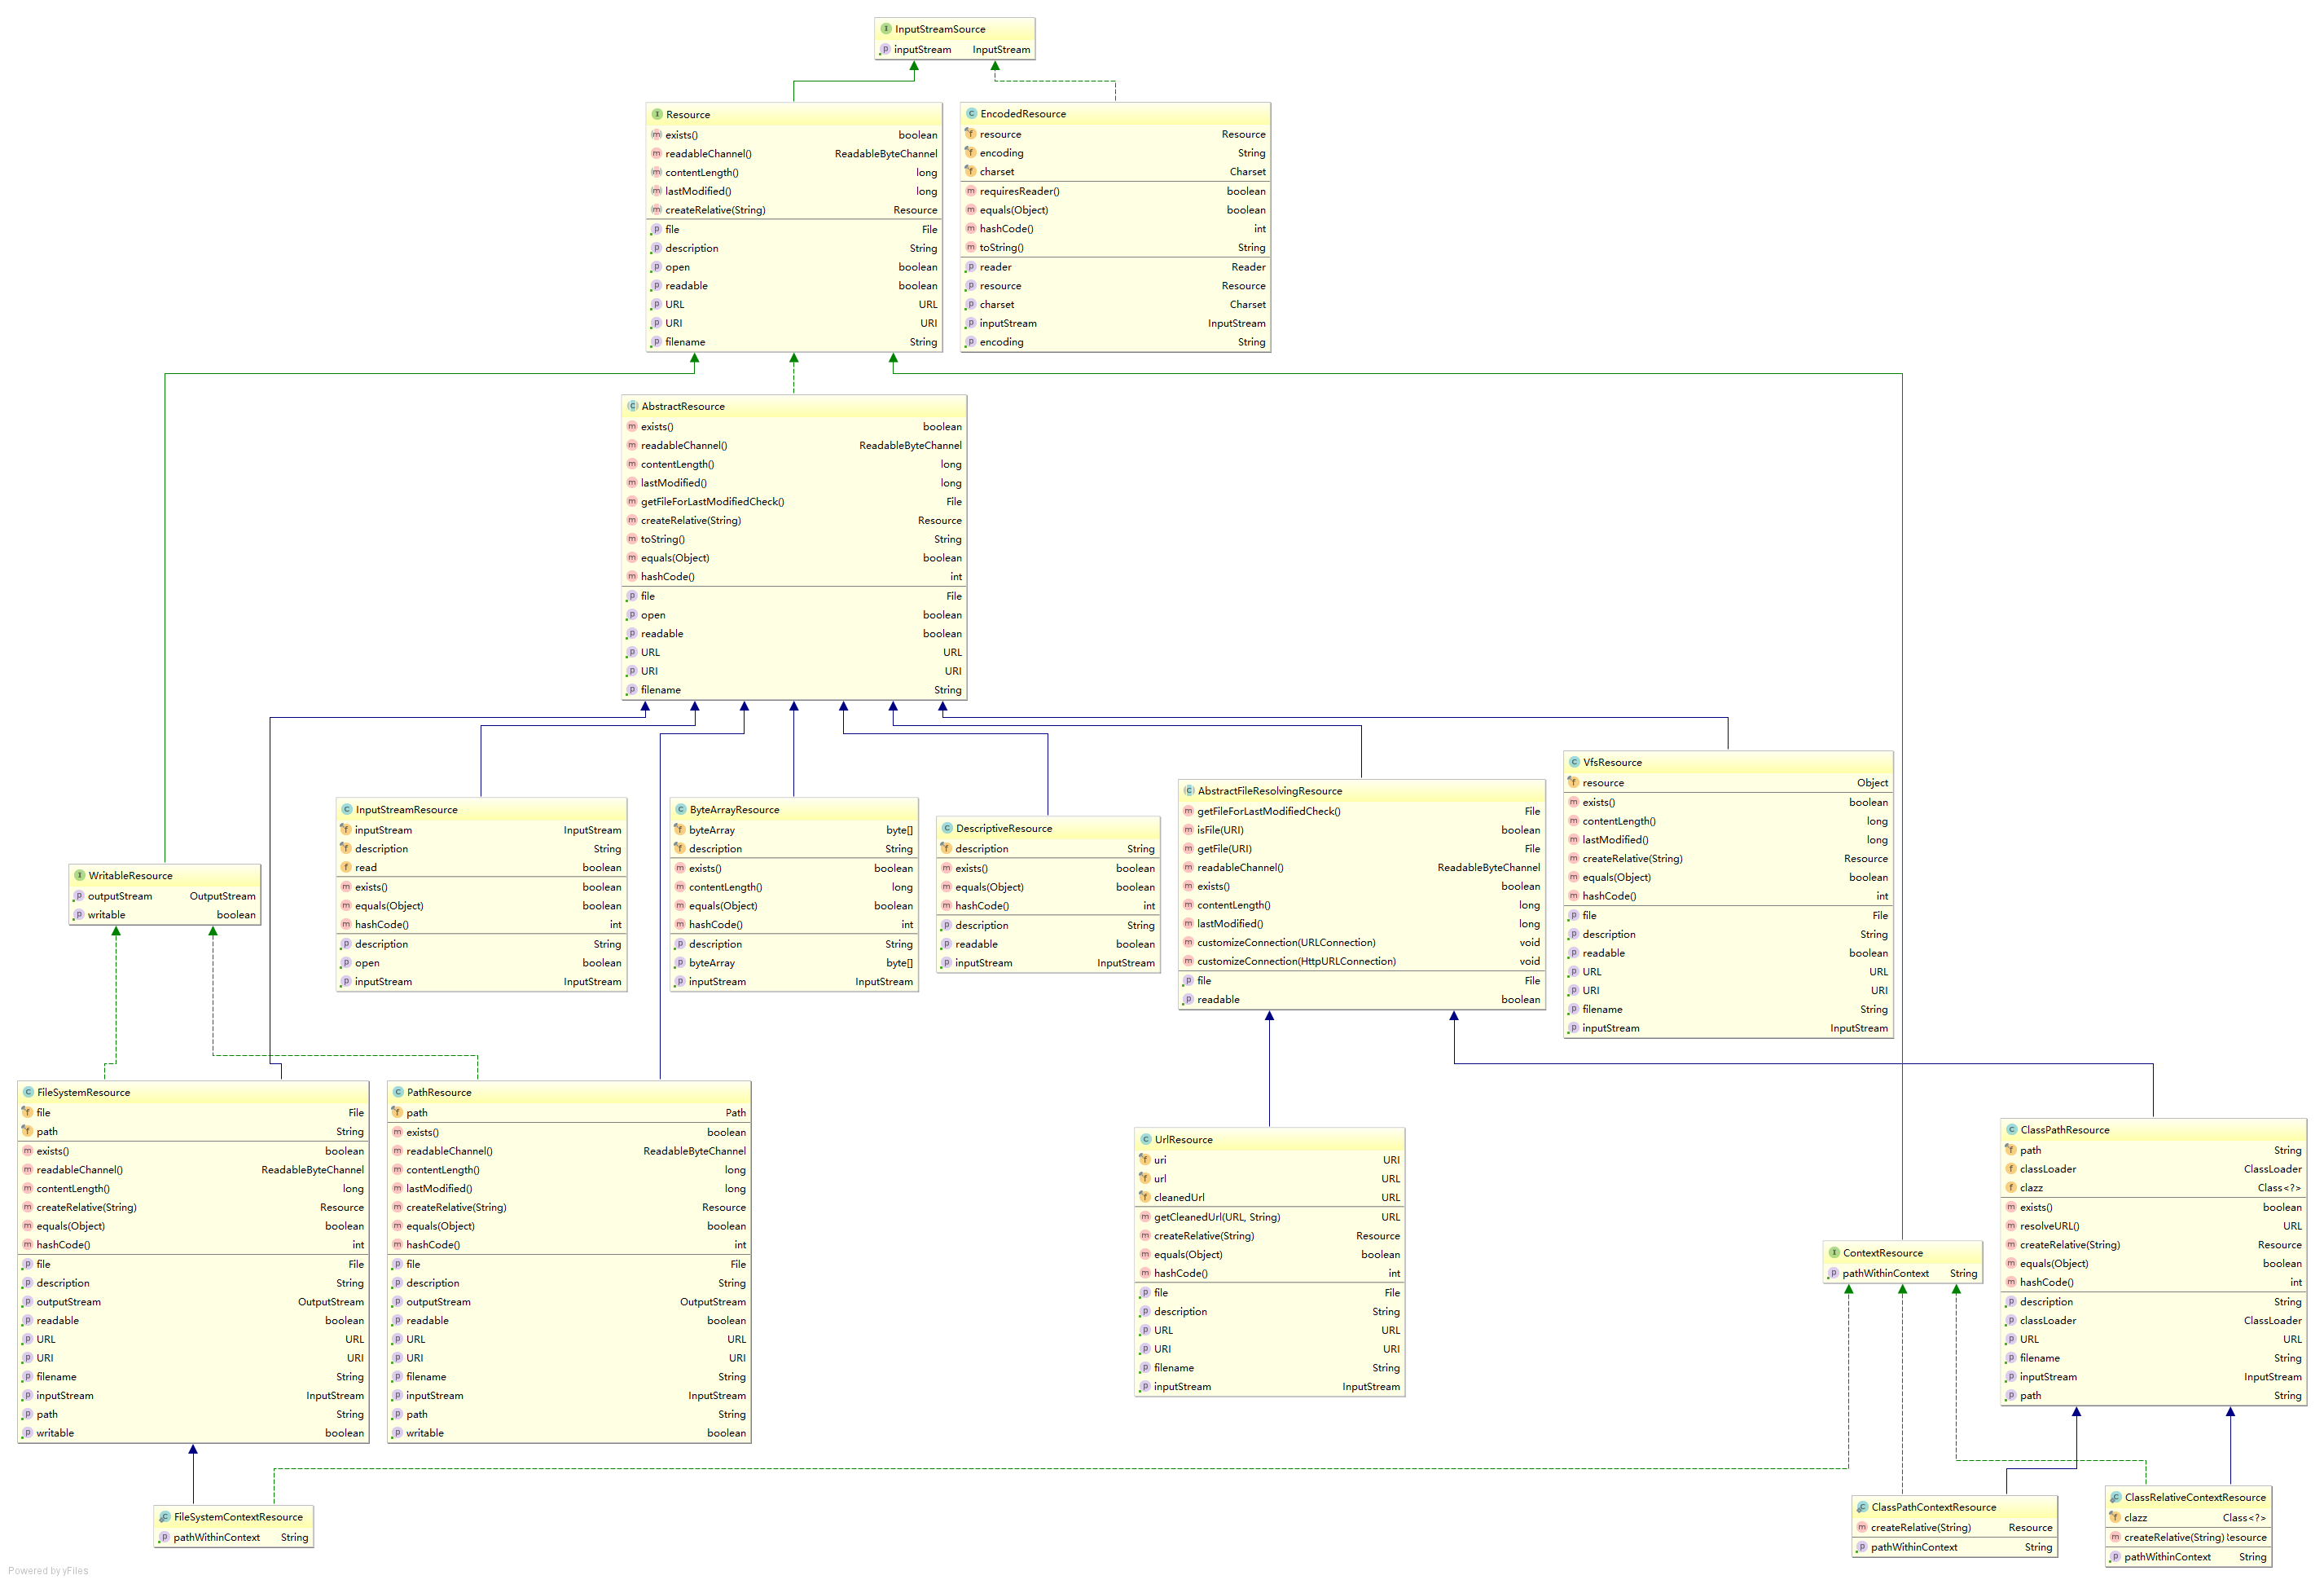 InputStreamSource
inputStream InputStream
Resource
exists() boolean
readableChannel() ReadableByteChannel
contentLength() long
lastModified() long
createRelative(String) Resource
file File
description String
open boolean
readable boolean
URL URL
URI URI
filename String
EncodedResource
resource Resource
encoding String
charset Charset
requiresReader() boolean
equals(Object) boolean
hashCode() int
toString() String
reader Reader
resource Resource
charset Charset
inputStream InputStream
encoding String
AbstractResource
exists() boolean
readableChannel() ReadableByteChannel
contentLength() long
lastModified() long
getFileForLastModifiedCheck() File
createRelative(String) Resource
toString() String
equals(Object) boolean
hashCode() int
file File
open boolean
readable boolean
URL URL
URI URI
filename String
WritableResource
outputStream OutputStream
writable boolean
InputStreamResource
inputStream InputStream
description String
read boolean
exists() boolean
equals(Object) boolean
hashCode() int
description String
open boolean
inputStream InputStream
ByteArrayResource
byteArray byte[]
description String
exists() boolean
contentLength() long
equals(Object) boolean
hashCode() int
description String
byteArray byte[]
inputStream InputStream
DescriptiveResource
description String
exists() boolean
equals(Object) boolean
hashCode() int
description String
readable boolean
inputStream InputStream
AbstractFileResolvingResource
getFileForLastModifiedCheck() File
isFile(URI) boolean
getFile(URI) File
readableChannel() ReadableByteChannel
exists() boolean
contentLength() long
lastModified() long
customizeConnection(URLConnection) void
customizeConnection(HttpURLConnection) void
file File
readable boolean
VfsResource
resource Object
exists() boolean
contentLength() long
lastModified() long
createRelative(String) Resource
equals(Object) boolean
hashCode() int
file File
description String
readable boolean
URL URL
URI URI
filename String
inputStream InputStream
FileSystemResource
file File
path String
exists() boolean
readableChannel() ReadableByteChannel
contentLength() long
createRelative(String) Resource
equals(Object) boolean
hashCode() int
file File
description String
outputStream OutputStream
readable boolean
URL URL
URI URI
filename String
inputStream InputStream
path String
writable boolean
PathResource
path Path
exists() boolean
readableChannel() ReadableByteChannel
contentLength() long
lastModified() long
createRelative(String) Resource
equals(Object) boolean
hashCode() int
file File
description String
outputStream OutputStream
readable boolean
URL URL
URI URI
filename String
inputStream InputStream
path String
writable boolean
UrlResource
uri URI
url URL
cleanedUrl URL
getCleanedUrl(URL, String) URL
createRelative(String) Resource
equals(Object) boolean
hashCode() int
file File
description String
URL URL
URI URI
filename String
inputStream InputStream
ContextResource
pathWithinContext String
ClassPathResource
path String
classLoader ClassLoader
clazz Class<?>
exists() boolean
resolveURL() URL
createRelative(String) Resource
equals(Object) boolean
hashCode() int
description String
classLoader ClassLoader
URL URL
filename String
inputStream InputStream
path String
FileSystemContextResource
pathWithinContext String
ClassPathContextResource
createRelative(String) Resource
pathWithinContext String
ClassRelativeContextResource
clazz Class<?>
createRelative(String) esource
pathWithinContext String
Powered by yFiles